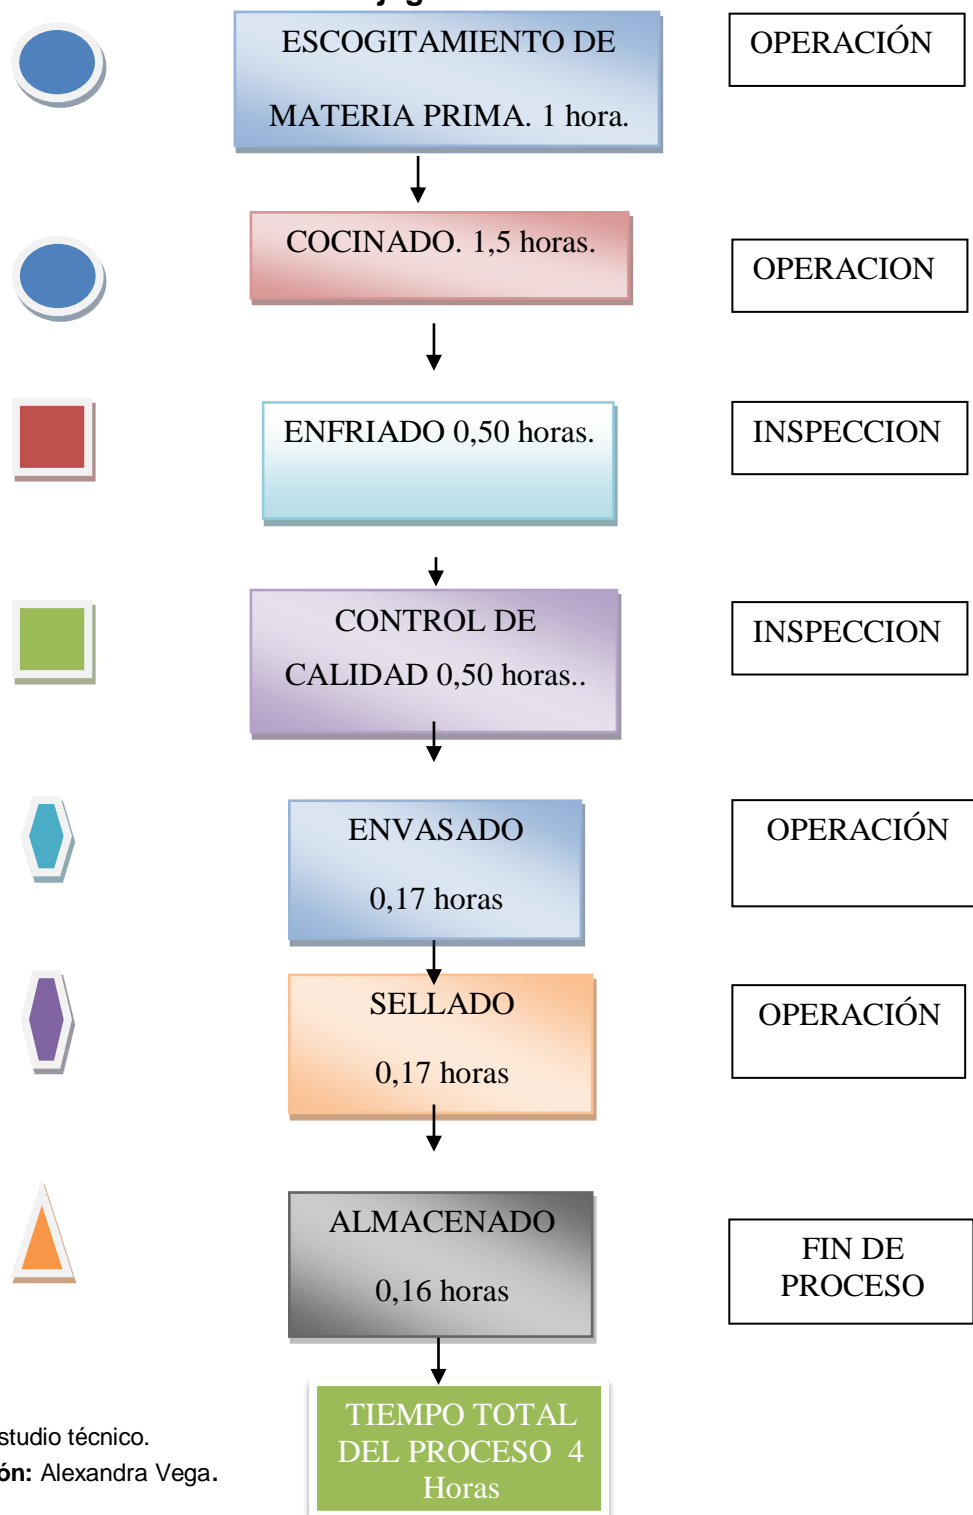 ESCOGITAMIENTO DE
MATERIA PRIMA. 1 hora.
OPERACIÓN
COCINADO. 1,5 horas.
OPERACION
ENFRIADO 0,50 horas.
INSPECCION
CONTROL DE
CALIDAD 0,50 horas..
INSPECCION
ENVASADO
0,17 horas
OPERACIÓN
SELLADO
0,17 horas
OPERACIÓN
ALMACENADO
0,16 horas
FIN DE
PROCESO
TIEMPO TOTAL
DEL PROCESO 4
Horas
studio técnico.
ón: Alexandra Vega.